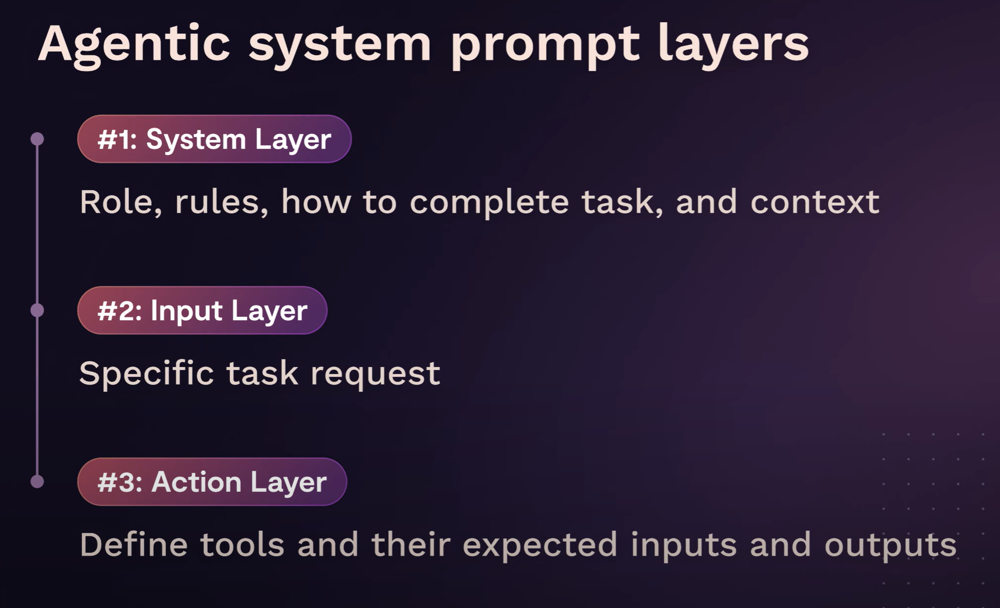 Agentic system prompt layers
#1: System Layer
Role, rules, how to complete task, and context
#2: Input Layer
Specific task request
#3: Action Layer
Define tools and their expected inputs and outputs